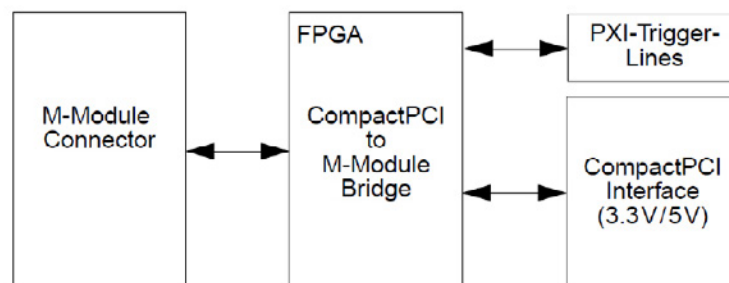 M-Module
Connector
FPGA
CompactPCI
to
M-Module
Bridge
PXI-Trigger-
Lines
CompactPCI
Interface
(3.3V/5V)